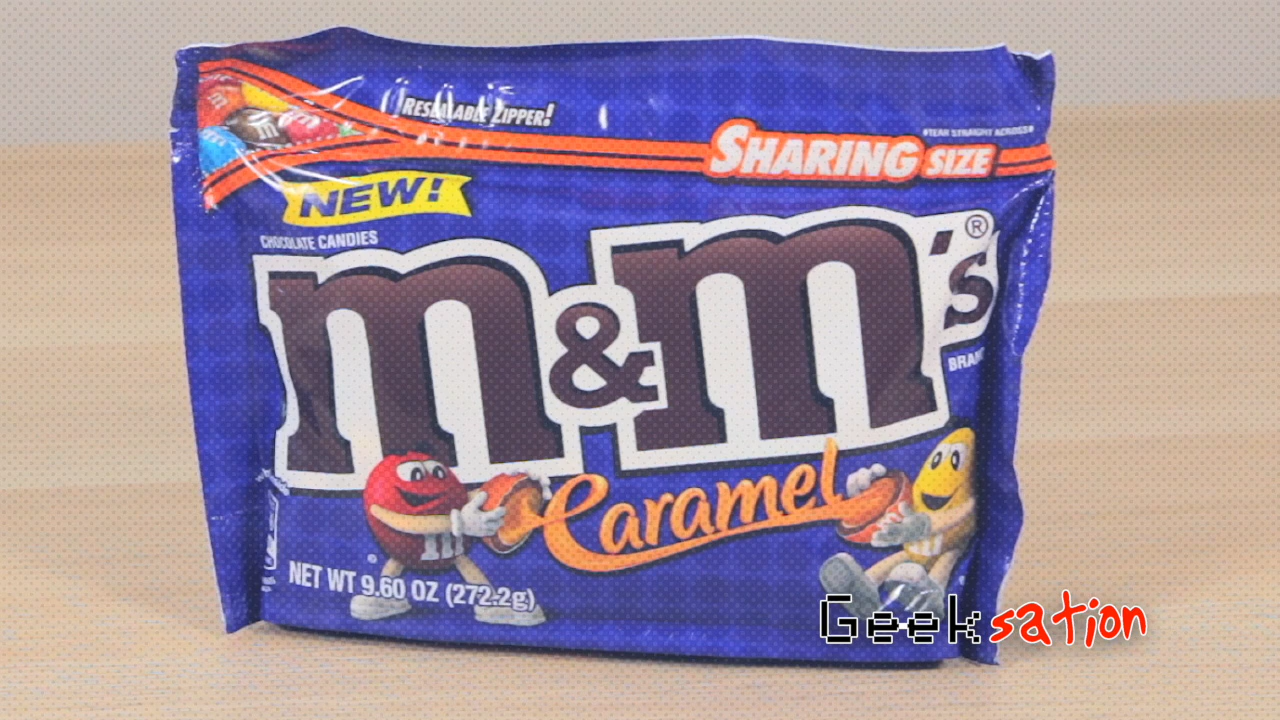 RESEALABLE ZIPPER!
TEAR STRAIGHT ACROSS
SHARING SIZE
NEW!
CHOCOLATE CANDIES
m&m's®
BRAND
Caramel
NET WT 9.60 OZ (272.2g)
Geeksation